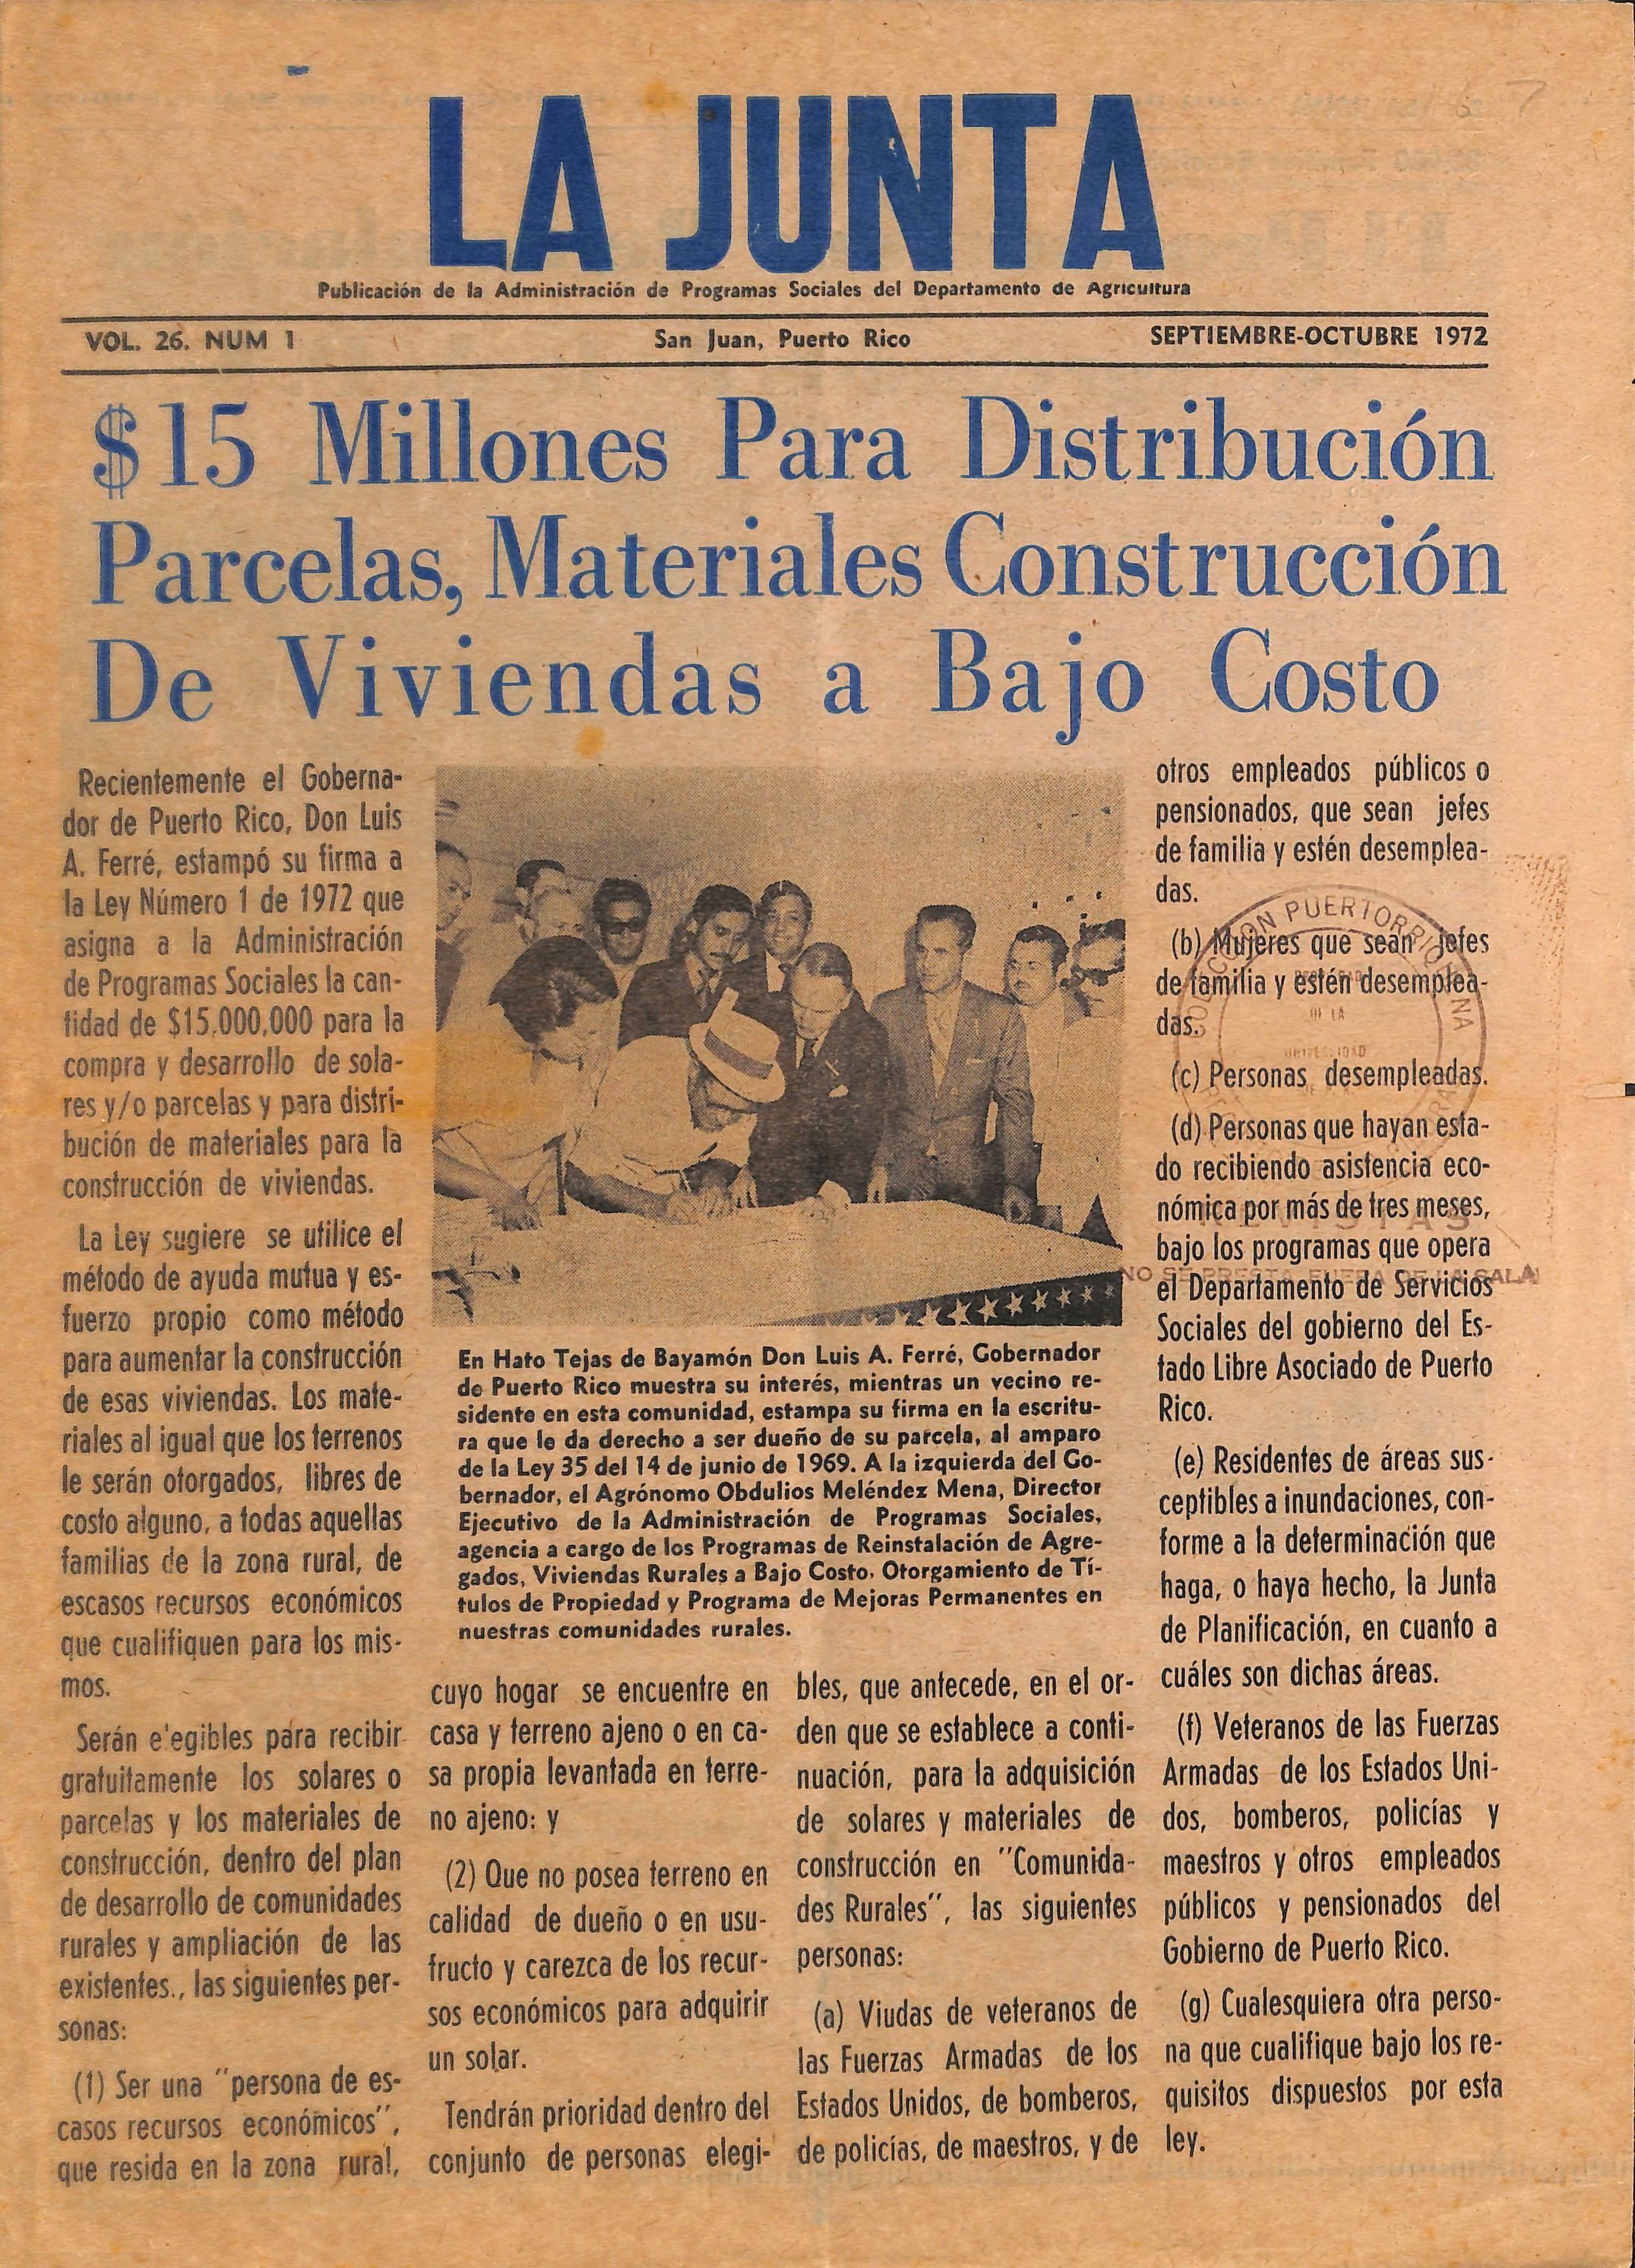 LA JUNTA
Publicación de la Administración de Programas Sociales del Departamento de Agricultura
VOL. 26. NUM 1 San Juan, Puerto Rico SEPTIEMBRE-OCTUBRE 1972
$15 Millones Para Distribución
Parcelas, Materiales Construcción
De Viviendas a Bajo Costo
Recientemente el Goberna-
dor de Puerto Rico, Don Luis
A. Ferré, estampó su firma a
la Ley Número 1 de 1972 que
asigna a la Administración
de Programas Sociales la can-
tidad de $15.000,000 para la
compra y desarrollo de sola-
res y/o parcelas y para distri-
bución de materiales para la
construcción de viviendas.
La Ley sugiere se utilice el
método de ayuda mutua y es-
fuerzo propio como método
para aumentar la construcción
de esas viviendas. Los mate-
riales al igual que los terrenos
le serán otorgados, libres de
costo alguno, a todas aquellas
familias de la zona rural, de
escasos recursos económicos
que cualifiquen para los mis-
mos.
Serán e'egibles para recibir
gratuitamente los solares o
parcelas y los materiales de
construcción, dentro del plan
de desarrollo de comunidades
rurales y ampliación de las
existentes., las siguientes per-
sonas:
(1) Ser una "persona de es-
casos recursos económicos",
que resida en la zona rural,
En Hato Tejas de Bayamón Don Luis A. Ferré, Gobernador
de Puerto Rico muestra su interés, mientras un vecino re-
sidente en esta comunidad, estampa su firma en la escritu-
ra que le da derecho a ser dueño de su parcela, al amparo
de la Ley 35 del 14 de junio de 1969. A la izquierda del Go-
bernador, el Agrónomo Obdulios Meléndez Mena, Director
Ejecutivo de la Administración de Programas Sociales,
agencia a cargo de los Programas de Reinstalación de Agre-
gados, Viviendas Rurales a Bajo Costo. Otorgamiento de Tí-
tulos de Propiedad y Programa de Mejoras Permanentes en
nuestras comunidades rurales.
cuyo hogar se encuentre en
casa y terreno ajeno o en ca-
sa propia levantada en terre-
no ajeno: y
(2) Que no posea terreno en
calidad de dueño o en usu-
fructo y carezca de los recur-
sos económicos para adquirir
un solar.
Tendrán prioridad dentro del
conjunto de personas elegi-
bles, que antecede, en el or-
den que se establece a conti-
nuación, para la adquisición
de solares y materiales de
construcción en "Comunida-
des Rurales", las siguientes
personas:
(a) Viudas de veteranos de
las Fuerzas Armadas de los
Estados Unidos, de bomberos,
de policías, de maestros, y de
otros empleados públicos o
pensionados, que sean jefes
de familia y estén desemplea-
das.
(b) Mujeres que sean jefes
de familia y estén desemplea-
das.
(c) Personas desempleadas.
(d) Personas que hayan esta-
do recibiendo asistencia eco-
nómica por más de tres meses,
bajo los programas que opera
el Departamento de Servicios
Sociales del gobierno del Es-
tado Libre Asociado de Puerto
Rico.
(e) Residentes de áreas sus-
ceptibles a inundaciones, con-
forme a la determinación que
haga, o haya hecho, la Junta
de Planificación, en cuanto a
cuáles son dichas áreas.
(f) Veteranos de las Fuerzas
Armadas de los Estados Uni-
dos, bomberos, policías y
maestros y otros empleados
públicos y pensionados del
Gobierno de Puerto Rico.
(g) Cualesquiera otra perso-
na que cualifique bajo los re-
quisitos dispuestos por esta
ley.
COLECCION PUERTORRIQUENA
DE LA
UNIVERSIDAD
REVISTAS
NO SE PRESTA FUERA DE LA SALA